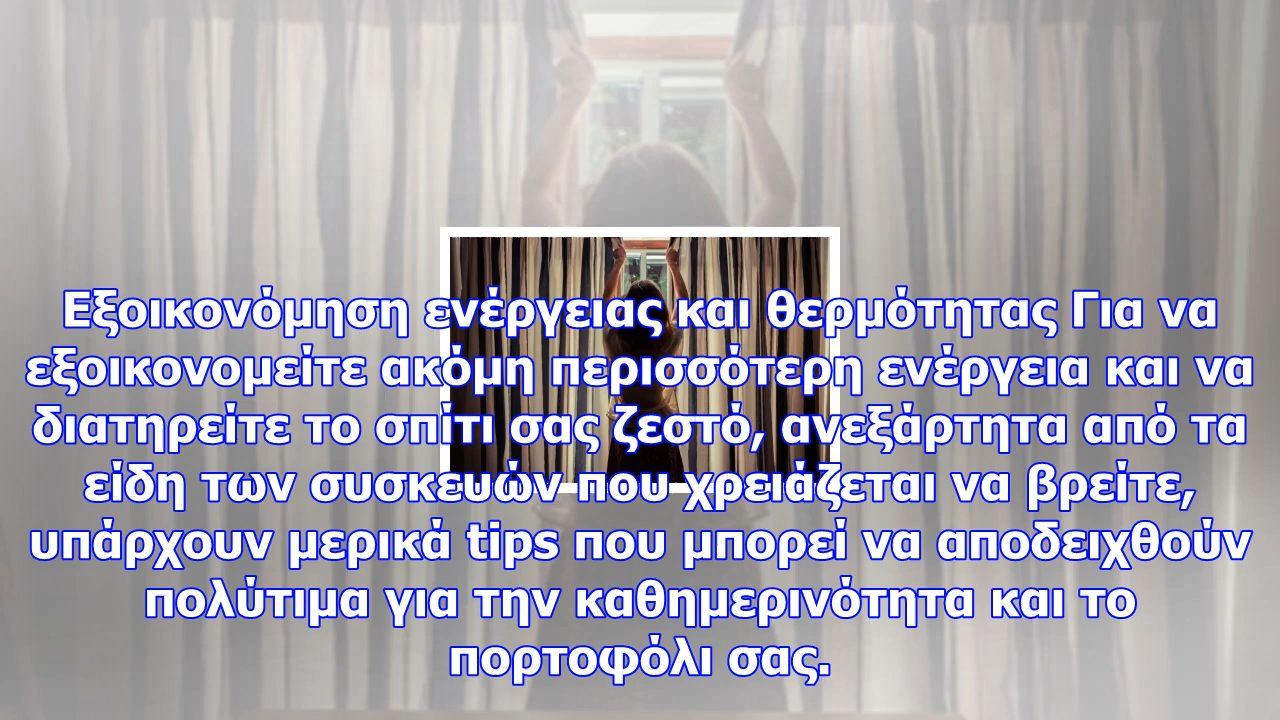 Εξοικονόμηση ενέργειας και θερμότητας Για να
εξοικονομείτε ακόμη περισσότερη ενέργεια και να
διατηρείτε το σπίτι σας ζεστό, ανεξάρτητα από τα
είδη των συσκευών που χρειάζεται να βρείτε,
υπάρχουν μερικά tips που μπορεί να αποδειχθούν
πολύτιμα για την καθημερινότητα και το
πορτοφόλι σας.